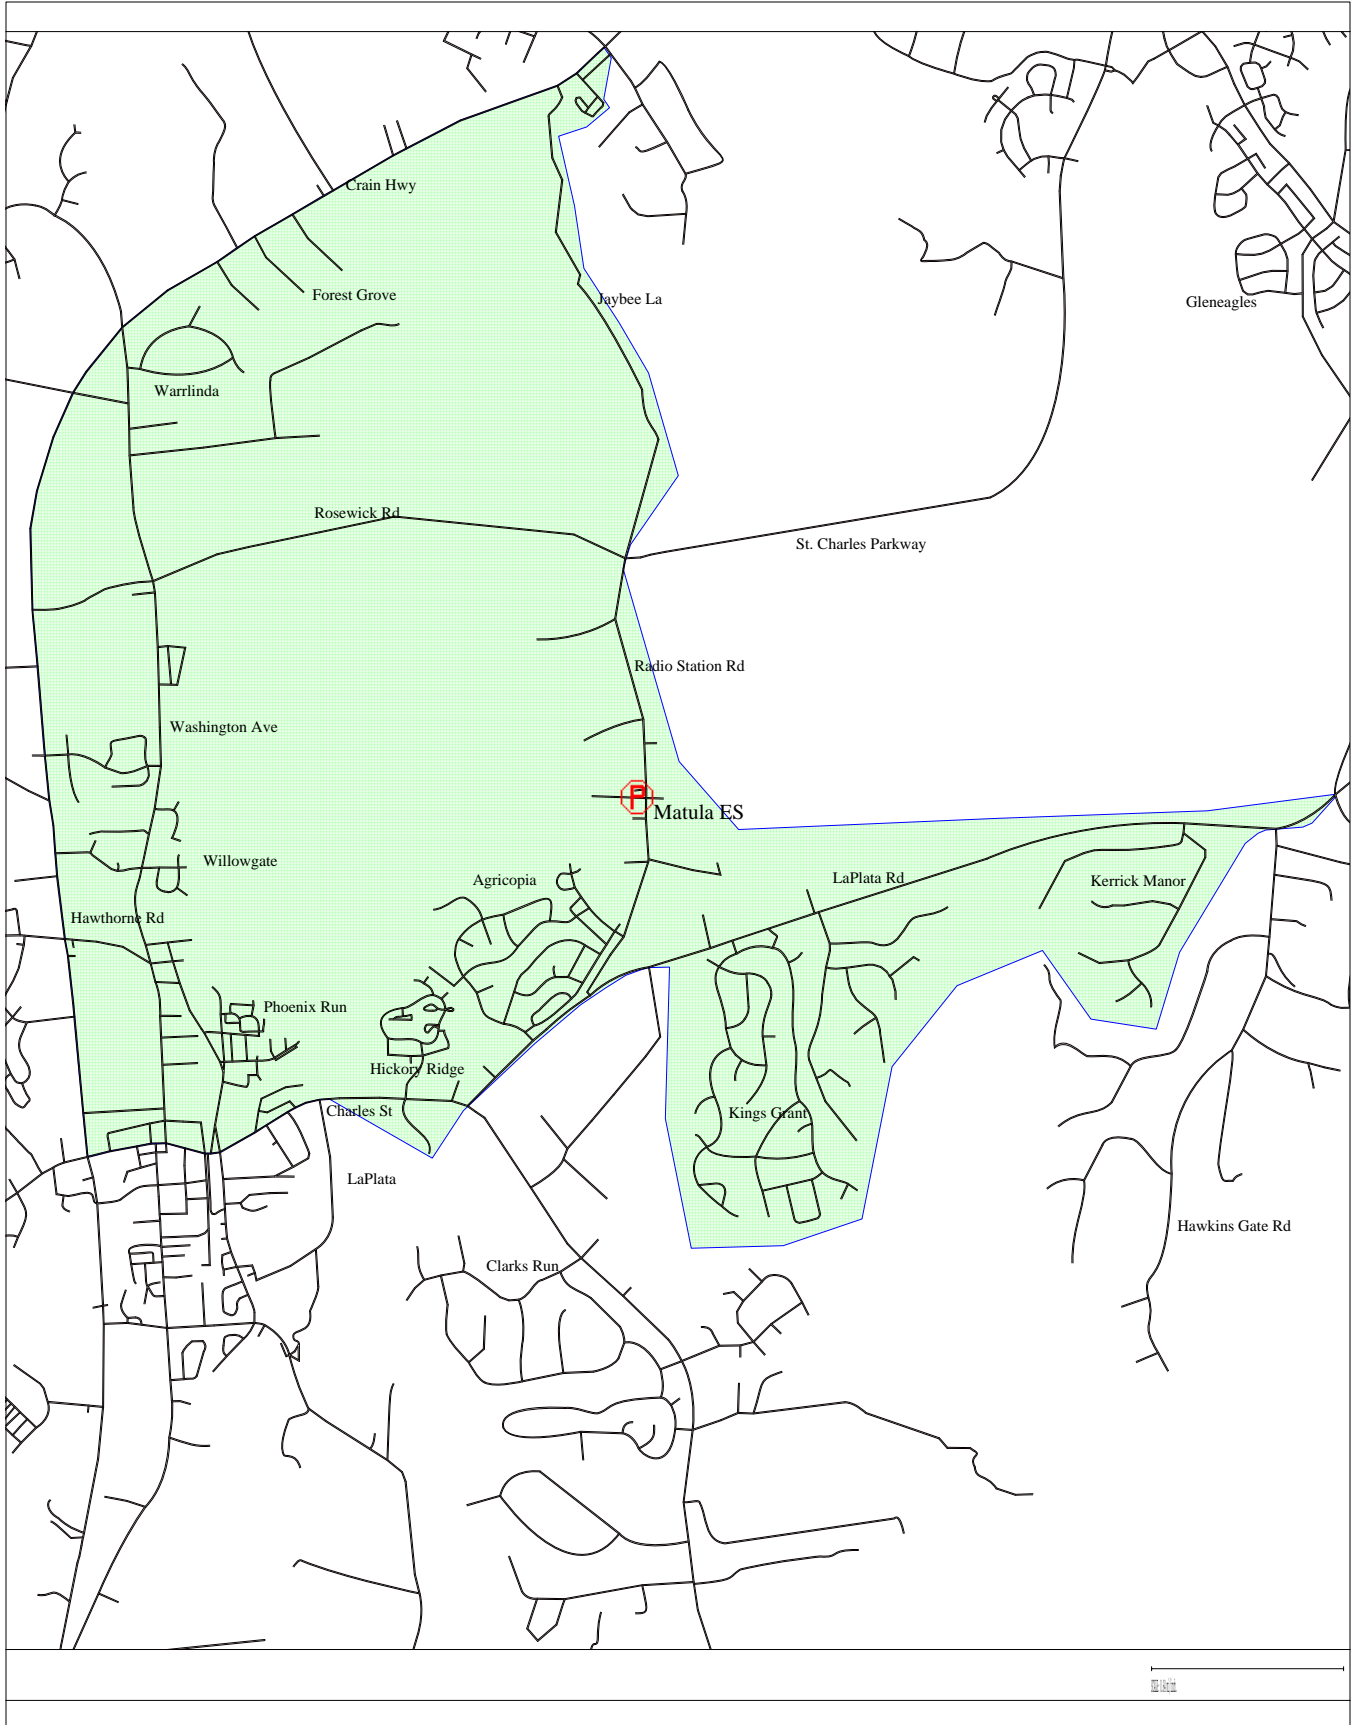 Crain Hwy
Forest Grove
Jaybee La
Gleneagles
Warrlinda
Rosewick Rd
St. Charles Parkway
Radio Station Rd
Washington Ave
P
Matula ES
Willowgate
Agricopia
LaPlata Rd
Kerrick Manor
Hawthorne Rd
Phoenix Run
Hickory Ridge
Charles St
Kings Grant
LaPlata
Hawkins Gate Rd
Clarks Run